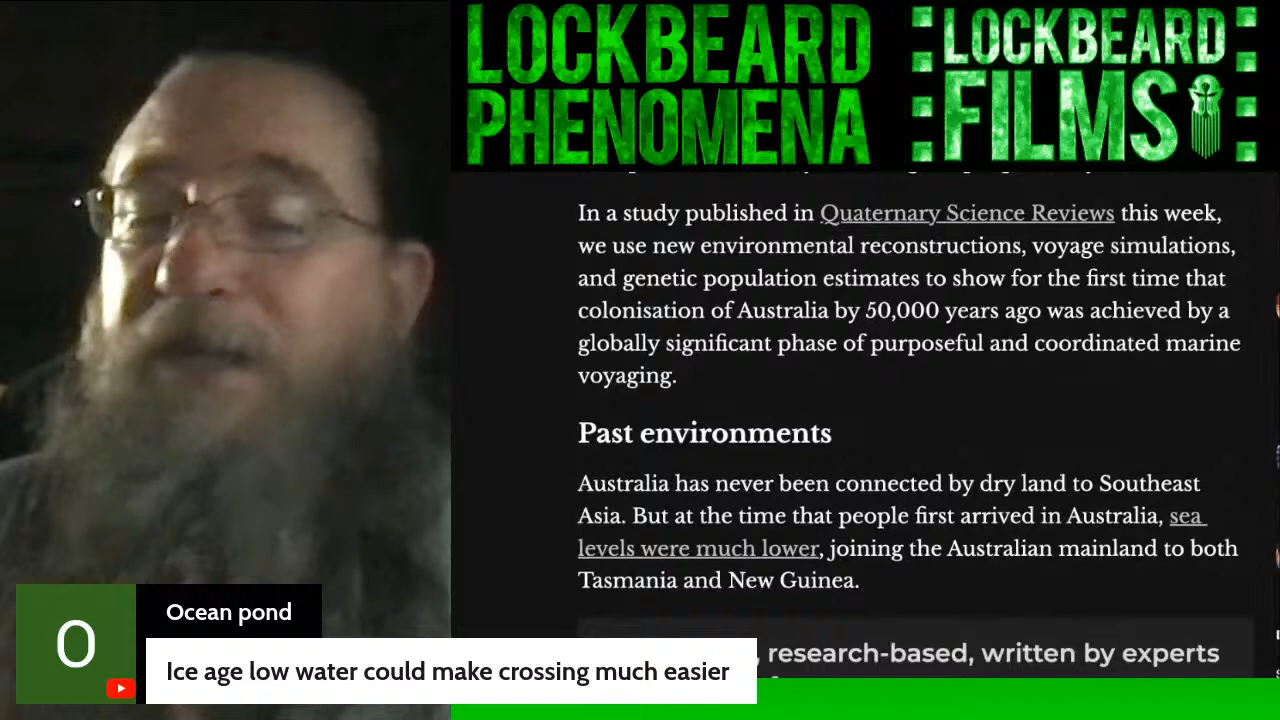 LOCKBEARD
PHENOMENA
LOCKBEARD
FILMS
In a study published in Quaternary Science Reviews this week,
we use new environmental reconstructions, voyage simulations,
and genetic population estimates to show for the first time that
colonisation of Australia by 50,000 years ago was achieved by a
globally significant phase of purposeful and coordinated marine
voyaging.
Past environments
Australia has never been connected by dry land to Southeast
Asia. But at the time that people first arrived in Australia, sea
levels were much lower, joining the Australian mainland to both
Tasmania and New Guinea.
, research-based, written by experts
O
Ocean pond
Ice age low water could make crossing much easier